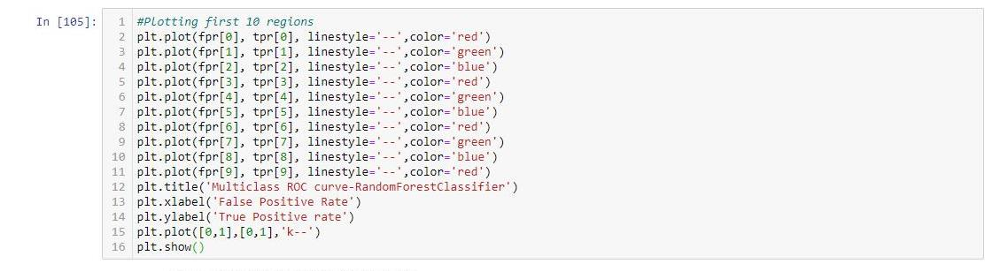 In [105]:
1 #Plotting first 10 regions
2 plt.plot(fpr[0], tpr[0], linestyle='--',color='red')
3 plt.plot(fpr[1], tpr[1], linestyle='--',color='green')
4 plt.plot(fpr[2], tpr[2], linestyle='--',color='blue')
5 plt.plot(fpr[3], tpr[3], linestyle='--',color='red')
6 plt.plot(fpr[4], tpr[4], linestyle='--',color='green')
7 plt.plot(fpr[5], tpr[5], linestyle='--',color='blue')
8 plt.plot(fpr[6], tpr[6], linestyle='--',color='red')
9 plt.plot(fpr[7], tpr[7], linestyle='--',color='green')
10 plt.plot(fpr[8], tpr[8], linestyle='--',color='blue')
11 plt.plot(fpr[9], tpr[9], linestyle='--',color='red')
12 plt.title('Multiclass ROC curve-RandomForestClassifier')
13 plt.xlabel('False Positive Rate')
14 plt.ylabel('True Positive rate')
15 plt.plot([0,1],[0,1],'k--')
16 plt.show()